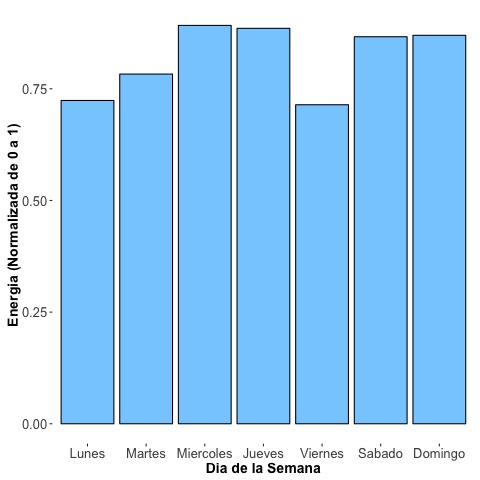 Energia (Normalizada de 0 a 1)
0.75
0.50
0.25
0.00
Lunes Martes Miercoles Jueves Viernes Sabado Domingo
Dia de la Semana